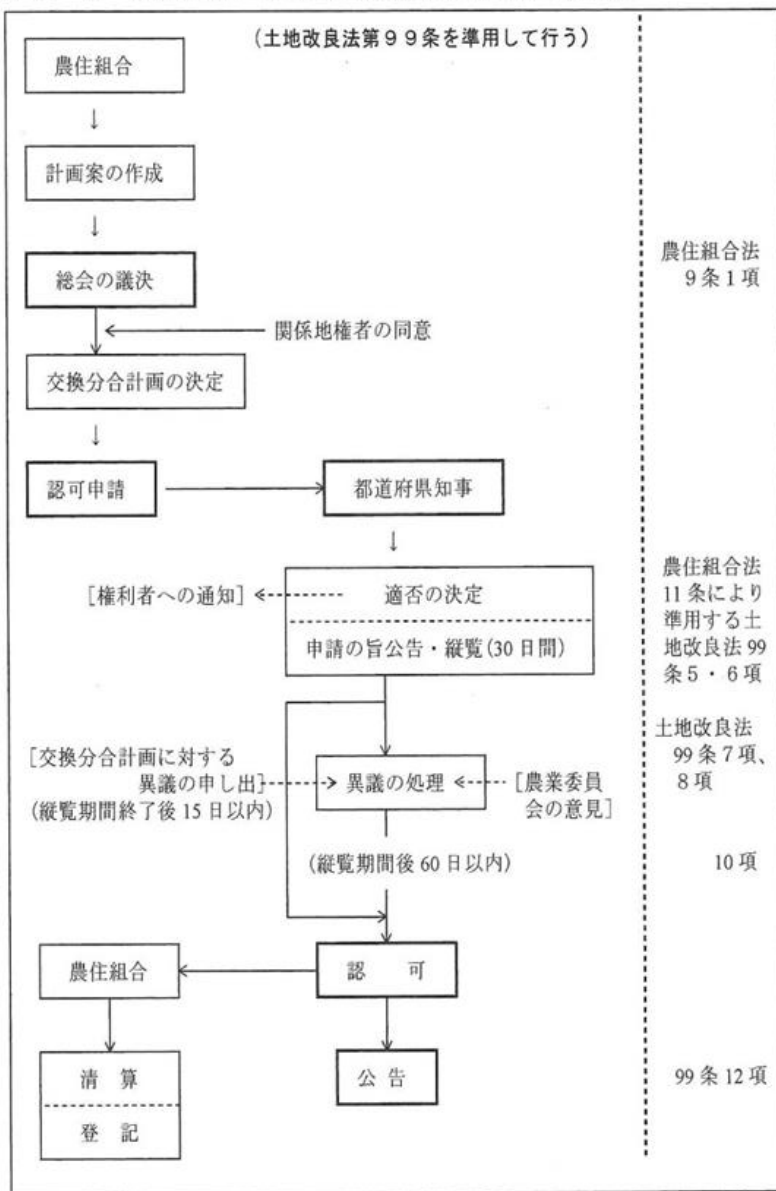 (土地改良法第99条を準用して行う)
農住組合
↓
計画案の作成
↓
総会の議決
農住組合法
9条1項
関係地権者の同意
交換分合計画の決定
↓
認可申請
都道府県知事
↓
[権利者への通知]
適否の決定
申請の旨公告・縦覧(30日間)
農住組合法
11条により
準用する土
地改良法99
条5・6項
[交換分合計画に対する
異議の申し出]
(縦覧期間終了後15日以内)
異議の処理
[農業委員
会の意見]
土地改良法
99条7項、
8項
(縦覧期間後60日以内)
10項
農住組合
認 可
清 算
登 記
公 告
99条12項